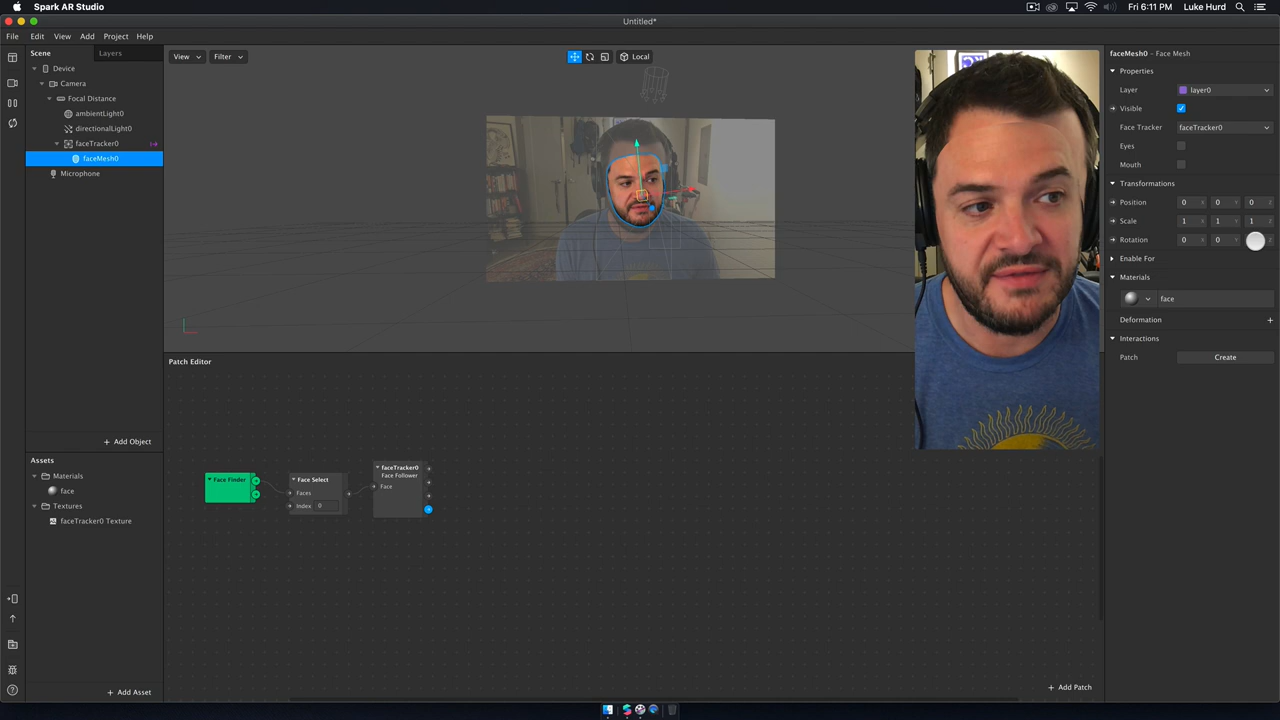 Spark AR Studio
Fri 6:11 PM Luke Hurd
Untitled*
File Edit View Add Project Help
Scene Layers
Device
Camera
Focal Distance
ambientLight0
directionalLight0
faceTracker0
faceMesh0
Microphone
+ Add Object
Assets
Materials
face
Textures
faceTracker0 Texture
+ Add Asset
View Filter
Local
Patch Editor
Face Finder
Face Select
Faces
Index 0
faceTracker0
Face Follower
Face
+ Add Patch
faceMesh0 – Face Mesh
Properties
Layer layer0
Visible
Face Tracker faceTracker0
Eyes
Mouth
Transformations
Position 0 X 0 Y 0 Z
Scale 1 X 1 Y 1 Z
Rotation 0 X 0 Y
Enable For
Materials
face
Deformation +
Interactions
Patch Create